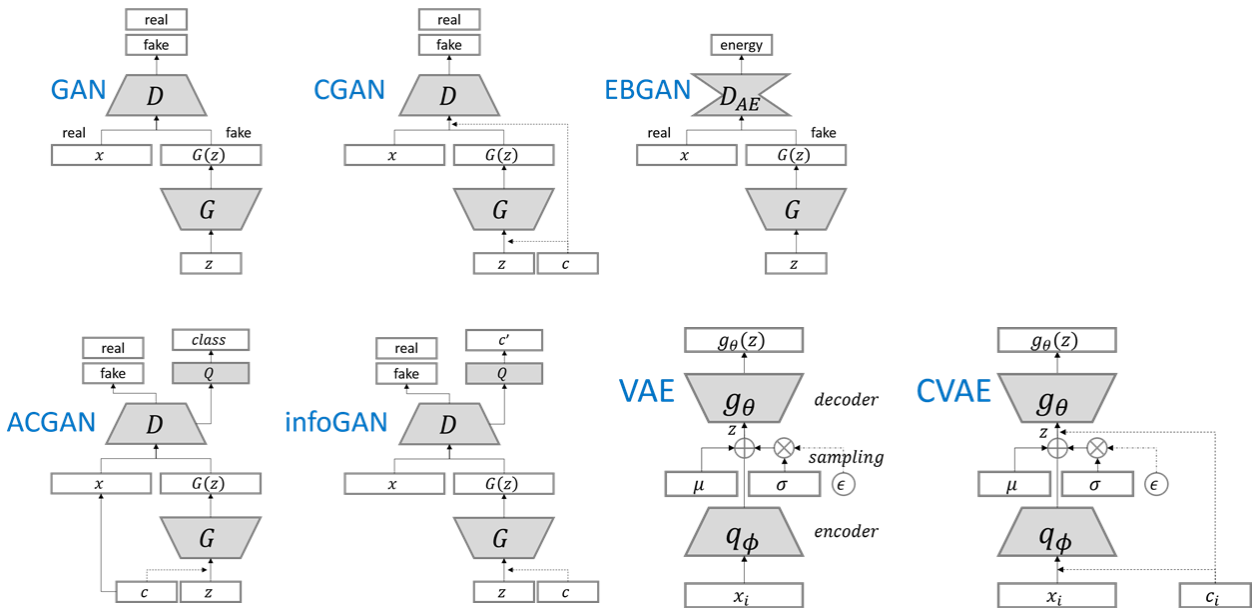 real
fake
GAN
D
real
fake
x
G(z)
G
z
real
fake
CGAN
D
x
G(z)
G
z
c
energy
EBGAN
D_AE
real
fake
x
G(z)
G
z
real
fake
class
Q
ACGAN
D
x
G(z)
G
c
z
real
fake
c'
Q
infoGAN
D
x
G(z)
G
z
c
g_θ(z)
VAE
g_θ
decoder
z
sampling
μ
σ
ϵ
q_ϕ
encoder
x_i
g_θ(z)
CVAE
g_θ
z
μ
σ
ϵ
q_ϕ
x_i
c_i